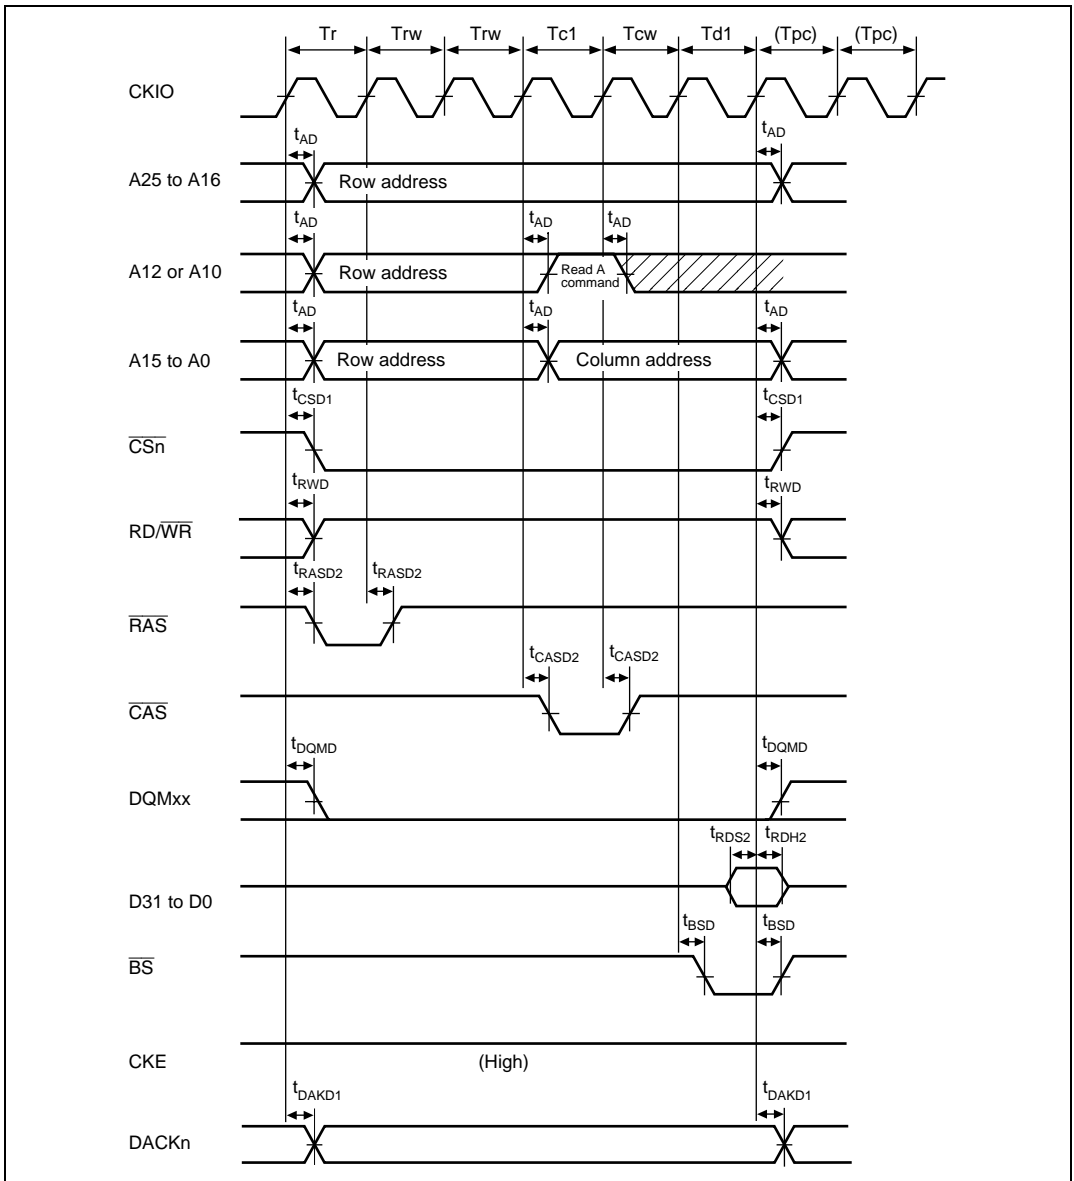 Tr Trw Trw Tc1 Tcw Td1 (Tpc) (Tpc)
CKIO
tAD tAD
A25 to A16 Row address
tAD tAD tAD
A12 or A10 Row address Read A command
tAD tAD tAD
A15 to A0 Row address Column address
tCSD1 tCSD1
CSn
tRWD tRWD
RD/WR
tRASD2 tRASD2
RAS
tCASD2 tCASD2
CAS
tDQMD tDQMD
DQMxx
tRDS2 tRDH2
D31 to D0
tBSD tBSD
BS
CKE (High)
tDAKD1 tDAKD1
DACKn